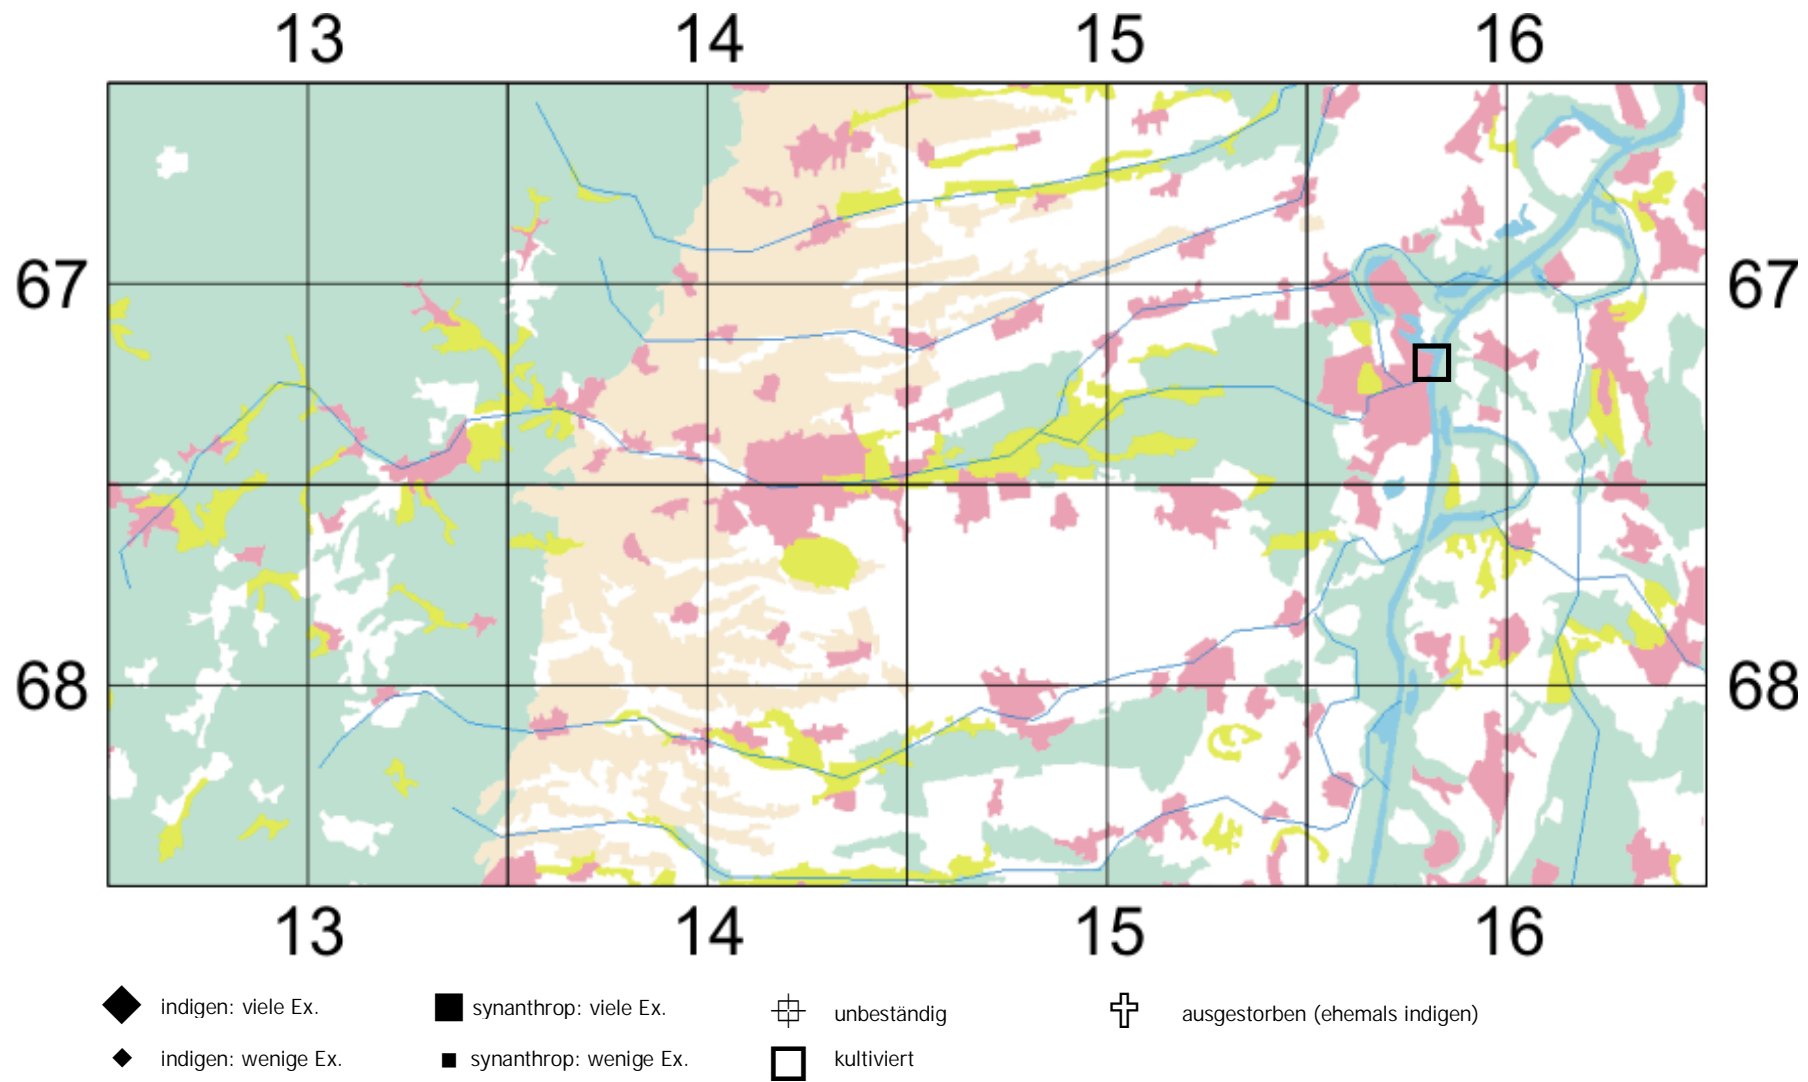 13 14 15 16
67 67
68 68
13 14 15 16
indigen: viele Ex. synanthrop: viele Ex. unbeständig ausgestorben (ehemals indigen)
indigen: wenige Ex. synanthrop: wenige Ex. kultiviert